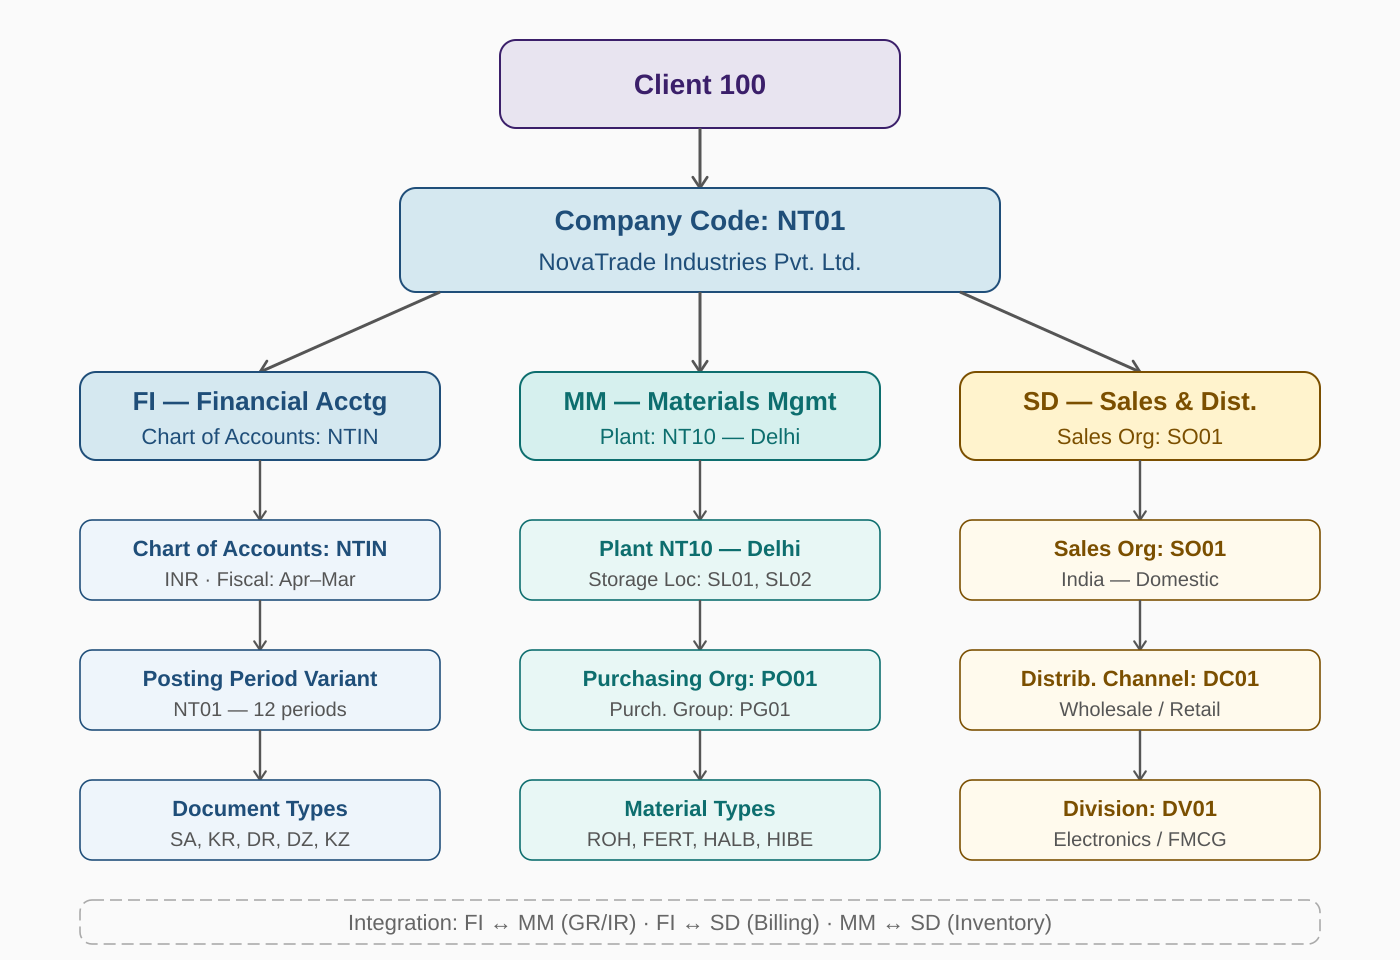 Client 100
Company Code: NT01
NovaTrade Industries Pvt. Ltd.
FI — Financial Acctg
Chart of Accounts: NTIN
MM — Materials Mgmt
Plant: NT10 — Delhi
SD — Sales & Dist.
Sales Org: SO01
Chart of Accounts: NTIN
INR · Fiscal: Apr–Mar
Plant NT10 — Delhi
Storage Loc: SL01, SL02
Sales Org: SO01
India — Domestic
Posting Period Variant
NT01 — 12 periods
Purchasing Org: PO01
Purch. Group: PG01
Distrib. Channel: DC01
Wholesale / Retail
Document Types
SA, KR, DR, DZ, KZ
Material Types
ROH, FERT, HALB, HIBE
Division: DV01
Electronics / FMCG
Integration: FI ↔ MM (GR/IR) · FI ↔ SD (Billing) · MM ↔ SD (Inventory)